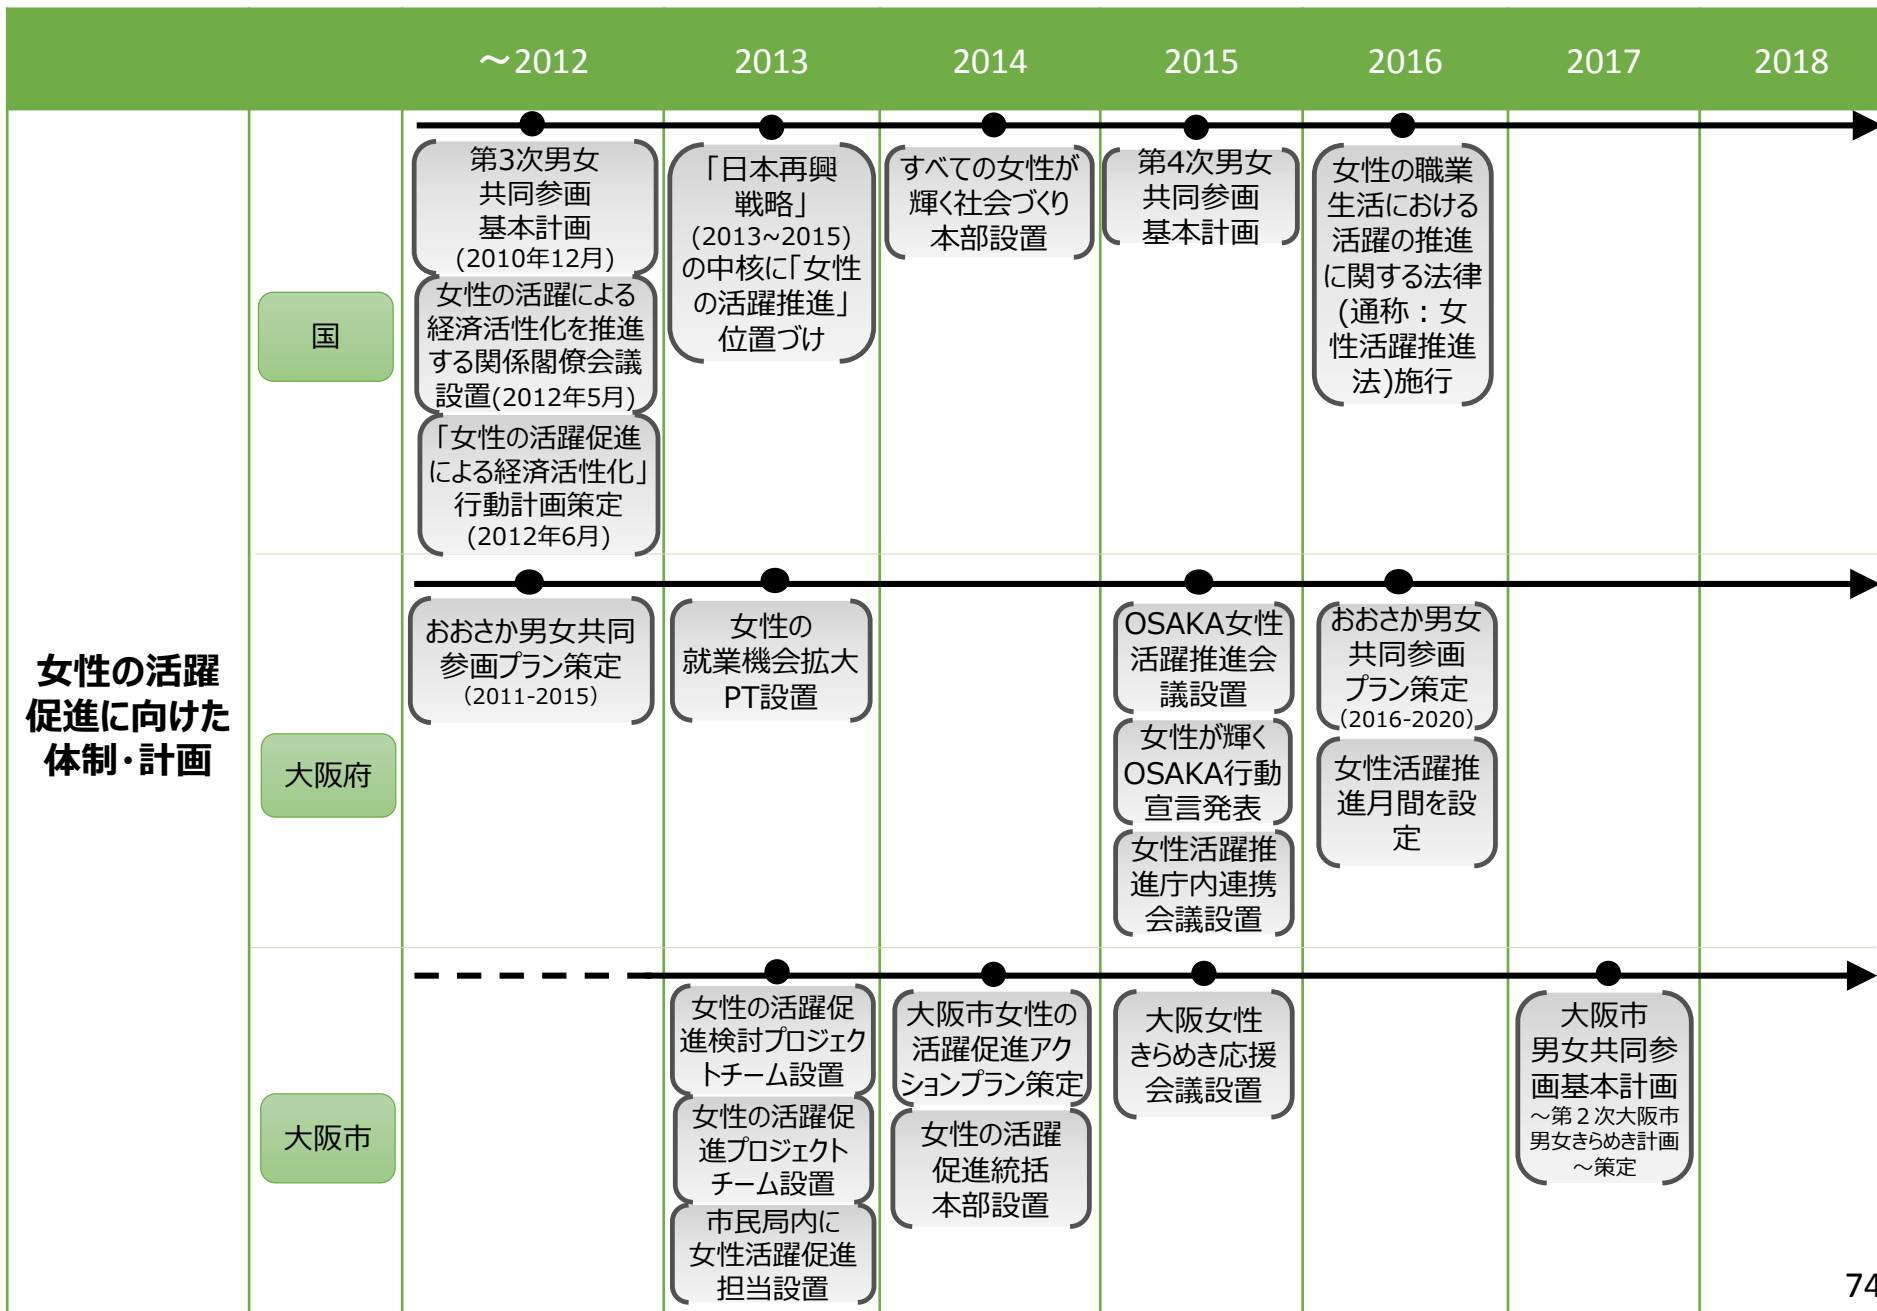 ～2012
2013
2014
2015
2016
2017
2018
女性の活躍
促進に向けた
体制・計画
国
第3次男女
共同参画
基本計画
(2010年12月)
女性の活躍による
経済活性化を推進
する関係閣僚会議
設置(2012年5月)
「女性の活躍促進
による経済活性化」
行動計画策定
(2012年6月)
「日本再興
戦略」
(2013~2015)
の中核に「女性
の活躍推進」
位置づけ
すべての女性が
輝く社会づくり
本部設置
第4次男女
共同参画
基本計画
女性の職業
生活における
活躍の推進
に関する法律
(通称：女
性活躍推進
法)施行
大阪府
おおさか男女共同
参画プラン策定
（2011-2015）
女性の
就業機会拡大
PT設置
OSAKA女性
活躍推進会
議設置
女性が輝く
OSAKA行動
宣言発表
女性活躍推
進庁内連携
会議設置
おおさか男女
共同参画
プラン策定
（2016-2020）
女性活躍推
進月間を設
定
大阪市
女性の活躍促
進検討プロジェク
トチーム設置
女性の活躍促
進プロジェクト
チーム設置
市民局内に
女性活躍促進
担当設置
大阪市女性の
活躍促進アク
ションプラン策定
女性の活躍
促進統括
本部設置
大阪女性
きらめき応援
会議設置
大阪市
男女共同参
画基本計画
～第２次大阪市
男女きらめき計画
～策定
74